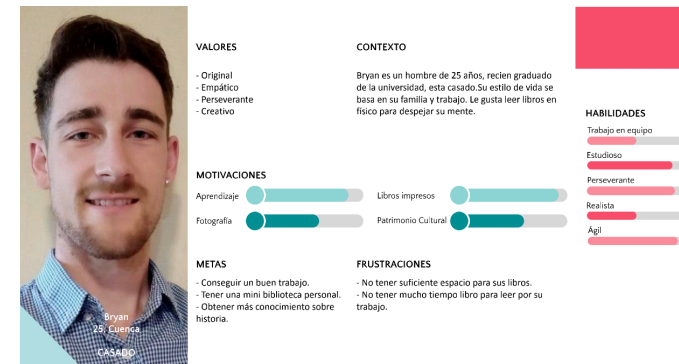 Bryan
25, Cuenca
CASADO
VALORES
- Original
- Empático
- Perseverante
- Creativo
CONTEXTO
Bryan es un hombre de 25 años, recien graduado
de la universidad, esta casado.Su estilo de vida se
basa en su familia y trabajo. Le gusta leer libros en
físico para despejar su mente.
MOTIVACIONES
Aprendizaje
Libros impresos
Fotografía
Patrimonio Cultural
METAS
- Conseguir un buen trabajo.
- Tener una mini biblioteca personal.
- Obtener más conocimiento sobre
historia.
FRUSTRACIONES
- No tener suficiente espacio para sus libros.
- No tener mucho tiempo libro para leer por su
trabajo.
HABILIDADES
Trabajo en equipo
Estudioso
Perseverante
Realista
Ágil